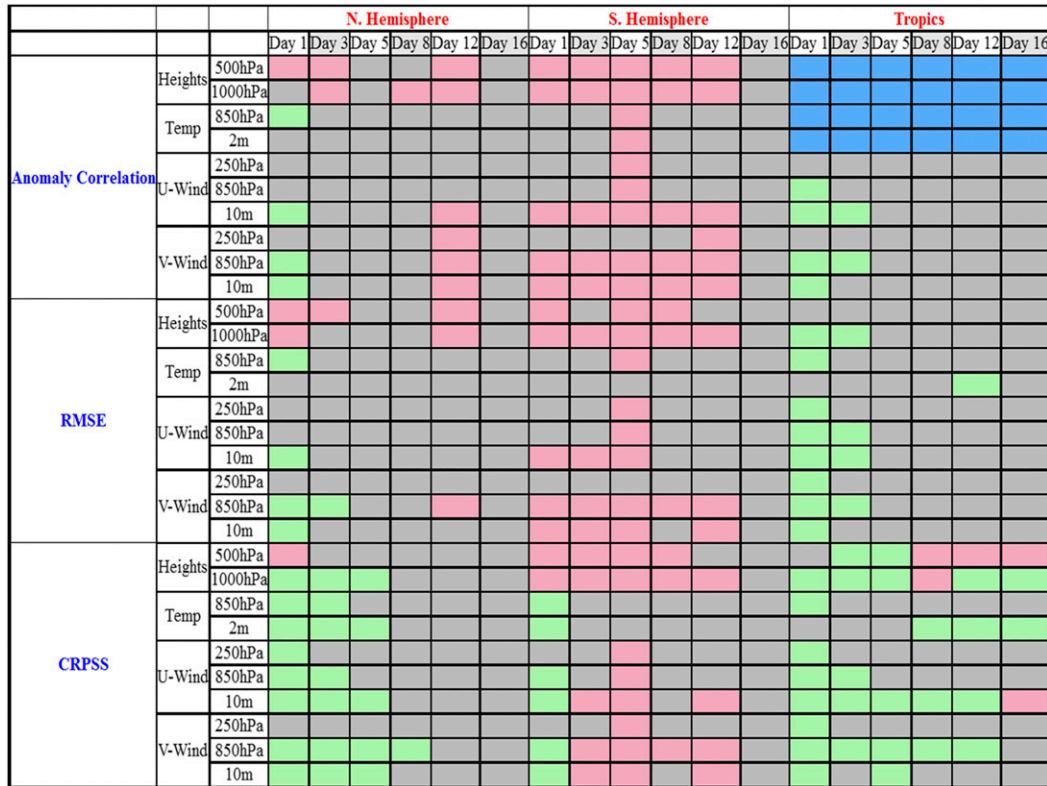 N. Hemisphere S. Hemisphere Tropics
Day 1 Day 3 Day 5 Day 8 Day 12 Day 16 Day 1 Day 3 Day 5 Day 8 Day 12 Day 16 Day 1 Day 3 Day 5 Day 8 Day 12 Day 16
Anomaly Correlation
Heights
500hPa
1000hPa
Temp
850hPa
2m
U-Wind
250hPa
850hPa
10m
V-Wind
250hPa
850hPa
10m
RMSE
Heights
500hPa
1000hPa
Temp
850hPa
2m
U-Wind
250hPa
850hPa
10m
V-Wind
250hPa
850hPa
10m
CRPSS
Heights
500hPa
1000hPa
Temp
850hPa
2m
U-Wind
250hPa
850hPa
10m
V-Wind
250hPa
850hPa
10m